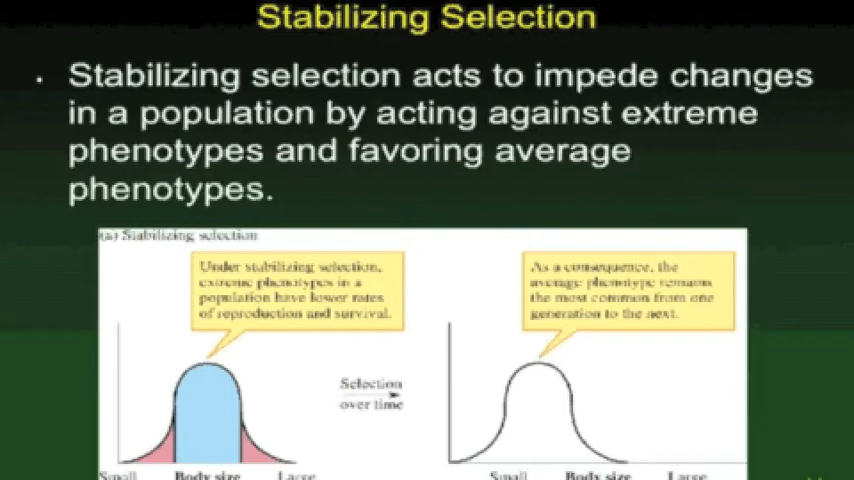 Stabilizing Selection
• Stabilizing selection acts to impede changes
in a population by acting against extreme
phenotypes and favoring average
phenotypes.
(a) Stabilizing selection
Under stabilizing selection,
extreme phenotypes in a
population have lower rates
of reproduction and survival.
As a consequence, the
average phenotype remains
the most common from one
generation to the next.
Selection
over time
Small Body size Large
Small Body size Large